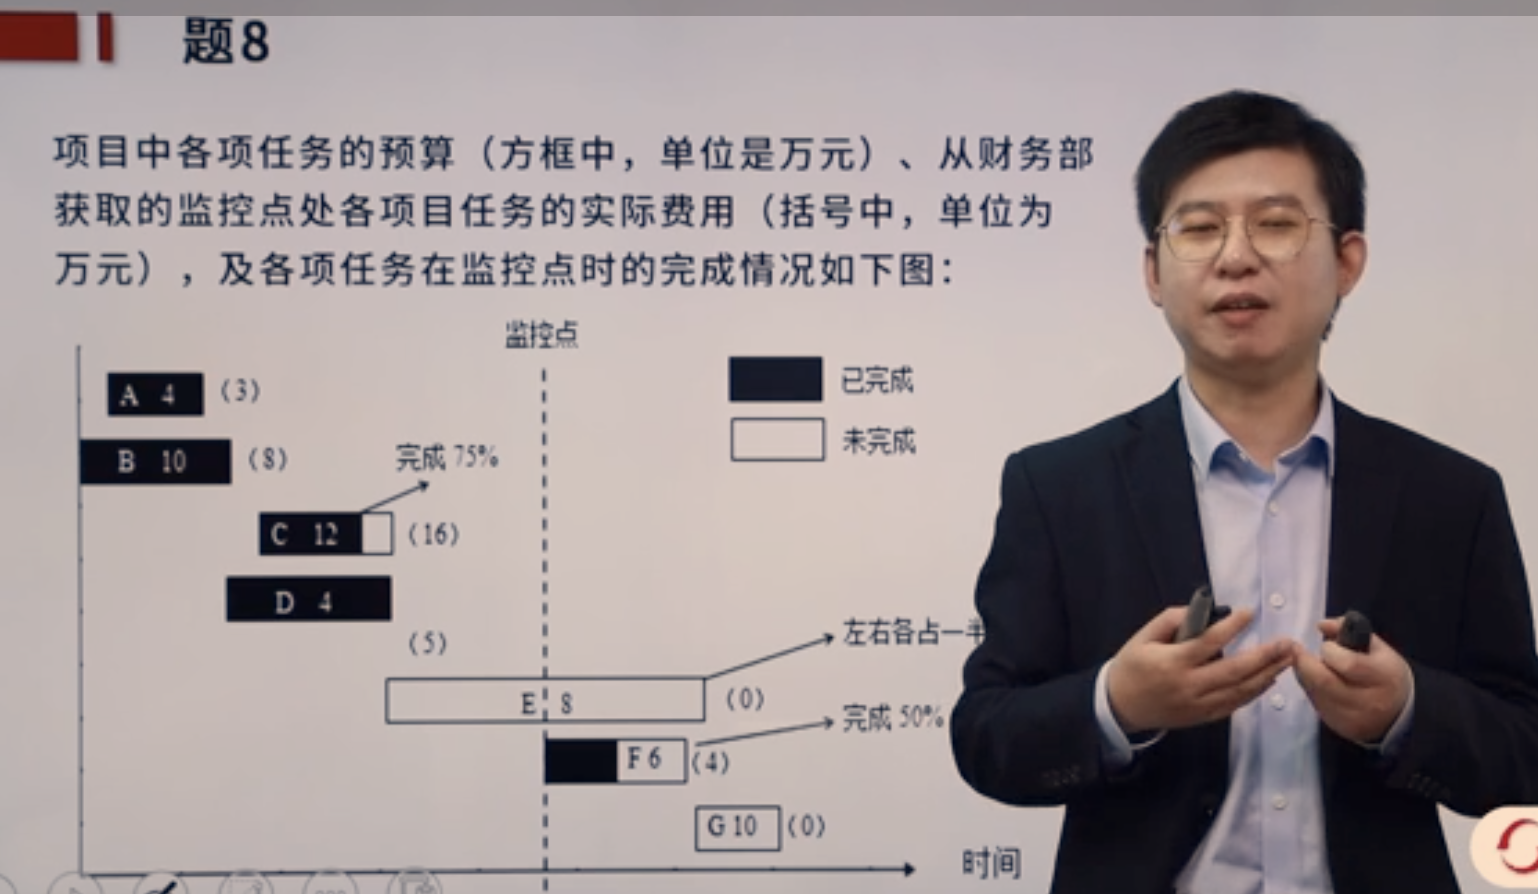 题8
项目中各项任务的预算（方框中，单位是万元）、从财务部
获取的监控点处各项目任务的实际费用（括号中，单位为
万元），及各项任务在监控点时的完成情况如下图：
监控点
A 4 （3）
已完成
B 10 （8）
完成 75%
未完成
C 12 （16）
D 4
（5）
左右各占一半
E 8 （0）
完成 50%
F 6 （4）
G 10 （0）
时间